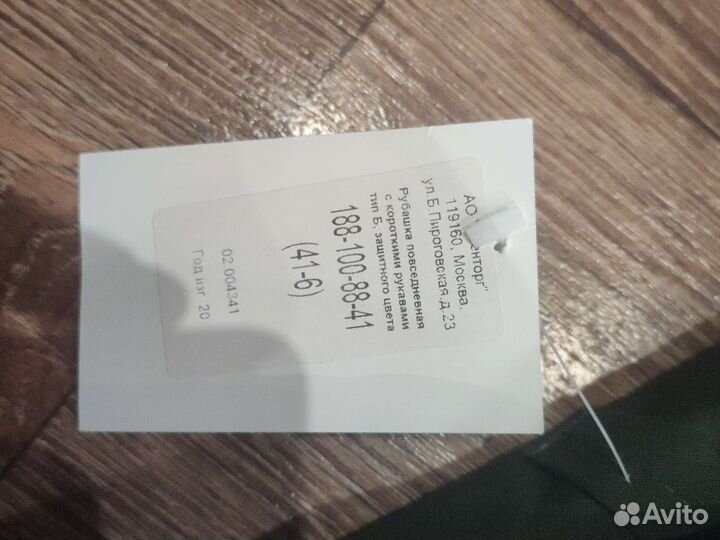 АО "енторг"
119160, Москва,
ул.Б.Пироговская,д.23
Рубашка повседневная
с короткими рукавами
тип Б, защитного цвета
188-100-88-41
(41-6)
02 004341
Год изг 20
Avito